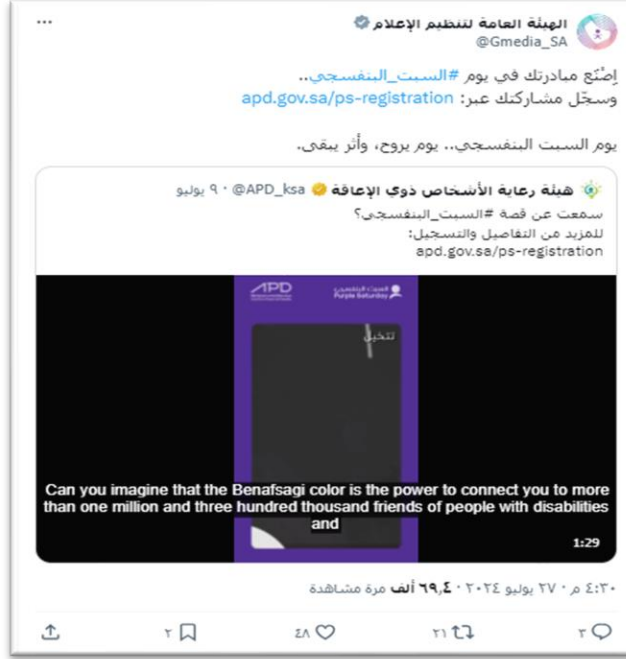 الهيئة العامة لتنظيم الإعلام
@Gmedia_SA
إصْنَع مبادرتك في يوم #السبت_البنفسجي..
وسجّل مشاركتك عبر: apd.gov.sa/ps-registration
يوم السبت البنفسجي.. يوم يروح، وأثر يبقى.
هيئة رعاية الأشخاص ذوي الإعاقة @APD_ksa · ٩ يوليو
سمعت عن قصة #السبت_البنفسجي؟
للمزيد من التفاصيل والتسجيل:
apd.gov.sa/ps-registration
APD
السبت البنفسجي
Purple Saturday
تتخيل
Can you imagine that the Benafsagi color is the power to connect you to more
than one million and three hundred thousand friends of people with disabilities
and
1:29
٤:٣٠ م · ٢٧ يوليو ٢٠٢٤ · ٦٩٫٤ ألف مرة مشاهدة
٣ ٢١ ٤٨ ٢